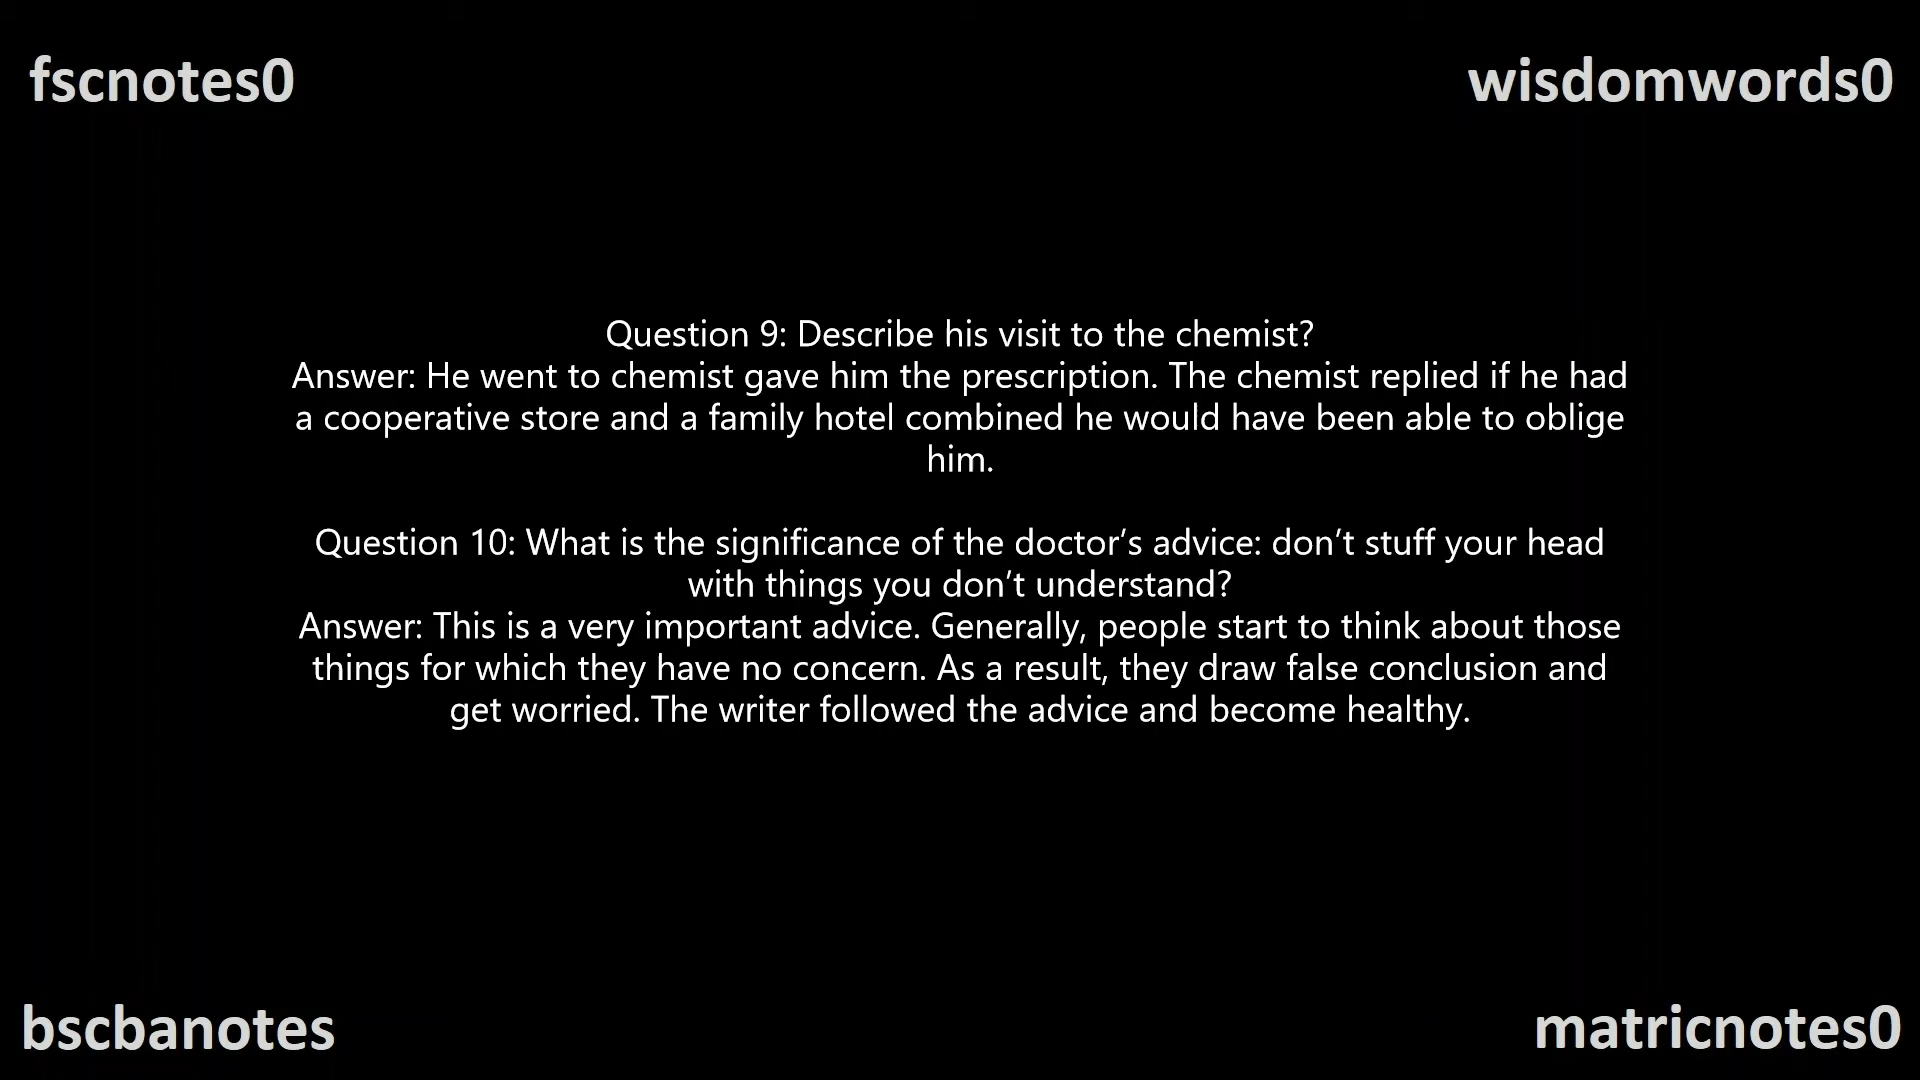 fscnotes0
wisdomwords0
Question 9: Describe his visit to the chemist?
Answer: He went to chemist gave him the prescription. The chemist replied if he had
a cooperative store and a family hotel combined he would have been able to oblige
him.
Question 10: What is the significance of the doctor’s advice: don’t stuff your head
with things you don’t understand?
Answer: This is a very important advice. Generally, people start to think about those
things for which they have no concern. As a result, they draw false conclusion and
get worried. The writer followed the advice and become healthy.
bscbanotes
matricnotes0